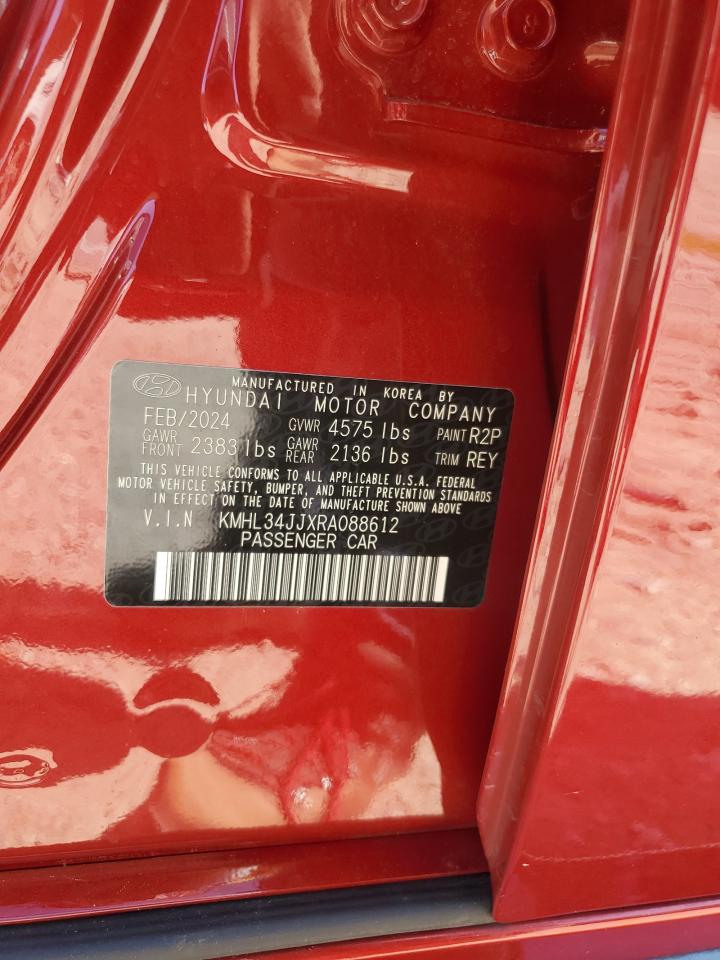 MANUFACTURED IN KOREA BY
HYUNDAI MOTOR COMPANY
FEB/2024 GVWR 4575 lbs PAINT R2P
GAWR FRONT 2383 lbs GAWR REAR 2136 lbs TRIM REY
THIS VEHICLE CONFORMS TO ALL APPLICABLE U.S.A. FEDERAL
MOTOR VEHICLE SAFETY, BUMPER, AND THEFT PREVENTION STANDARDS
IN EFFECT ON THE DATE OF MANUFACTURE SHOWN ABOVE
V.I.N KMHL34JJXRA088612
PASSENGER CAR